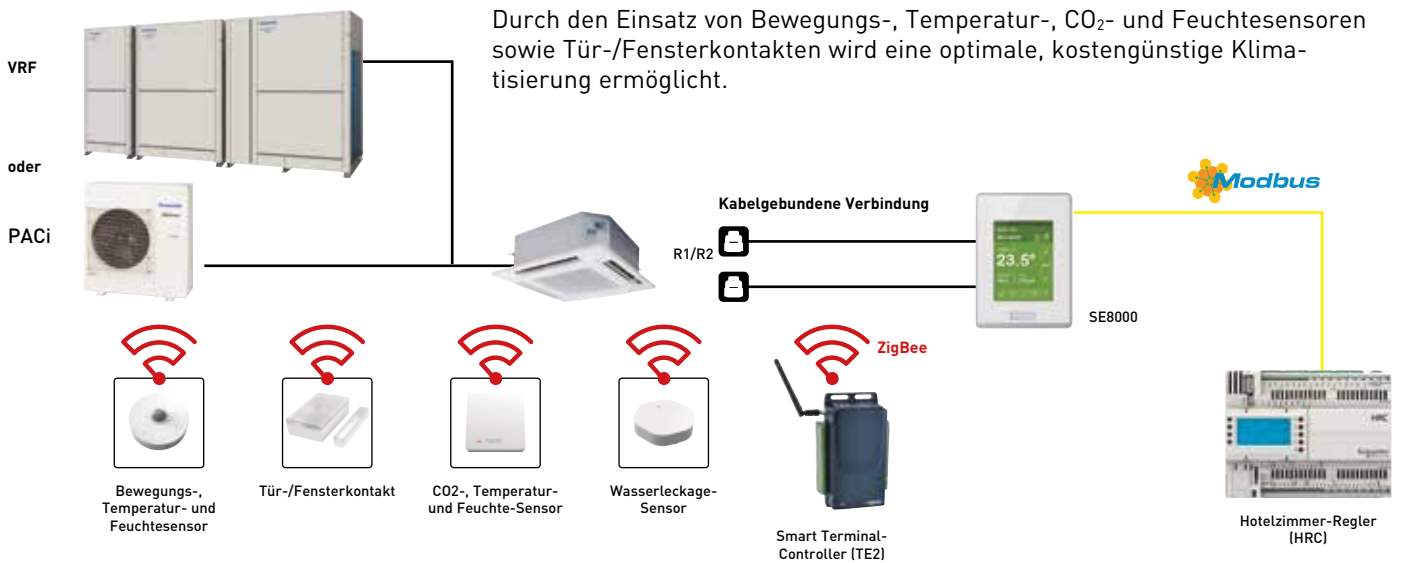 Durch den Einsatz von Bewegungs-, Temperatur-, CO₂- und Feuchtesensoren
sowie Tür-/Fensterkontakten wird eine optimale, kostengünstige Klima-
tisierung ermöglicht.
VRF
oder
PACi
Kabelgebundene Verbindung
R1/R2
Modbus
23.5°
SE8000
ZigBee
HRC
Bewegungs-,
Temperatur- und
Feuchtesensor
Tür-/Fensterkontakt
CO2-, Temperatur-
und Feuchte-Sensor
Wasserleckage-
Sensor
Smart Terminal-
Controller (TE2)
Hotelzimmer-Regler
(HRC)